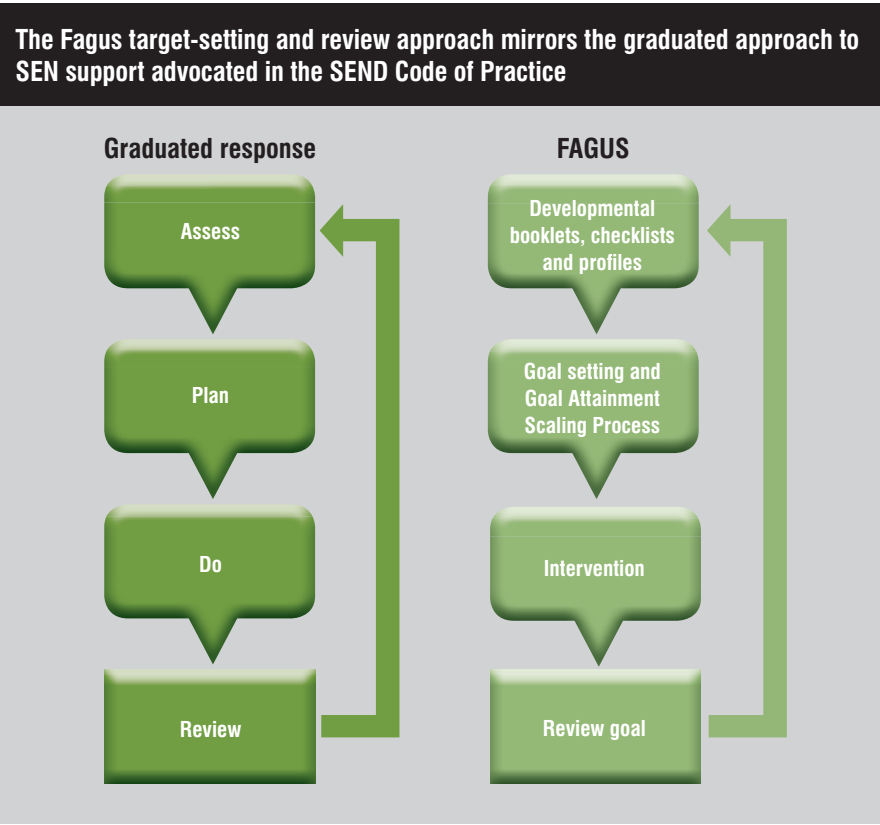 The Fagus target-setting and review approach mirrors the graduated approach to
SEN support advocated in the SEND Code of Practice
Graduated response
Assess
Plan
Do
Review
FAGUS
Developmental
booklets, checklists
and profiles
Goal setting and
Goal Attainment
Scaling Process
Intervention
Review goal